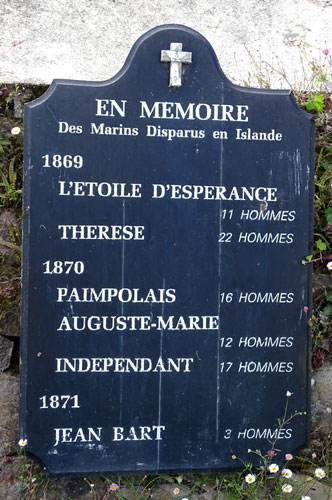 EN MEMOIRE
Des Marins Disparus en Islande
1869
L'ETOILE D'ESPERANCE
11 HOMMES
THERESE 22 HOMMES
1870
PAIMPOLAIS 16 HOMMES
AUGUSTE-MARIE
12 HOMMES
INDEPENDANT 17 HOMMES
1871
JEAN BART 3 HOMMES